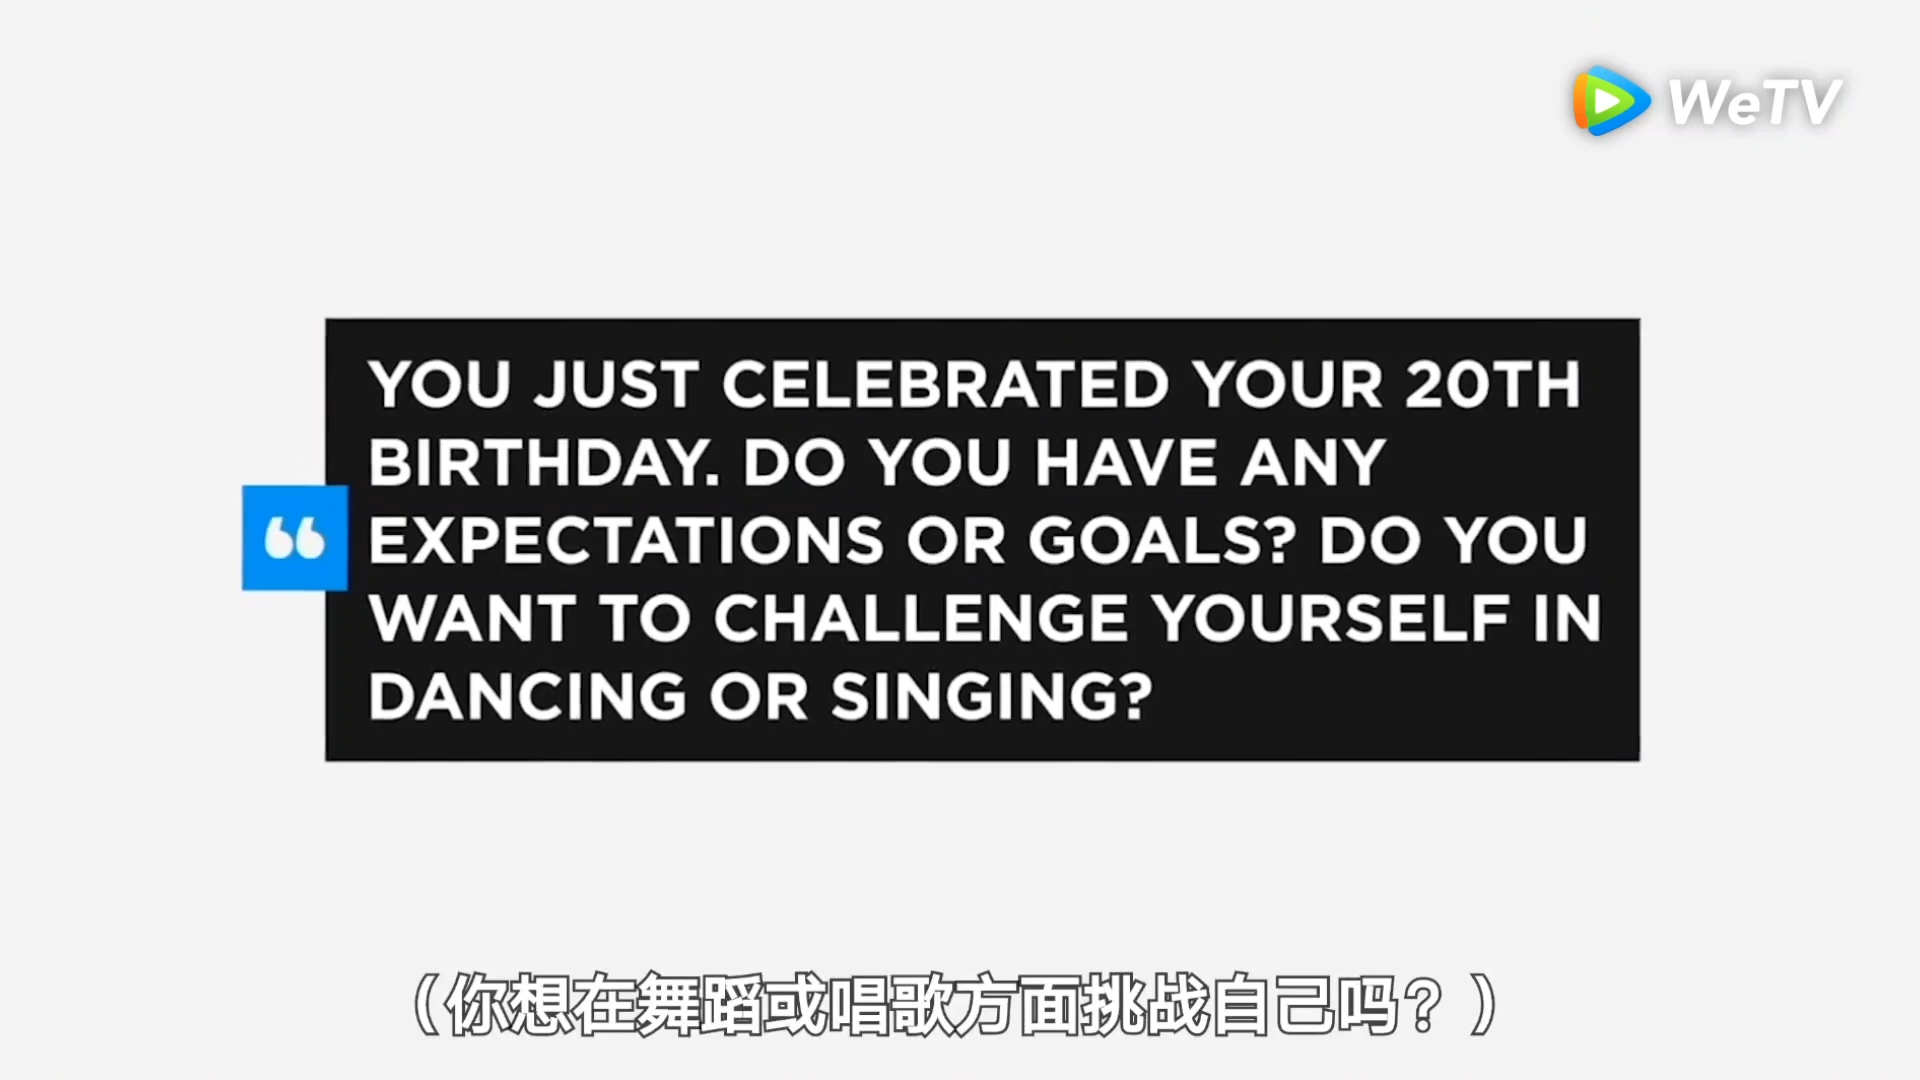 WeTV
YOU JUST CELEBRATED YOUR 20TH
BIRTHDAY. DO YOU HAVE ANY
EXPECTATIONS OR GOALS? DO YOU
WANT TO CHALLENGE YOURSELF IN
DANCING OR SINGING?
（你想在舞蹈或唱歌方面挑战自己吗？）